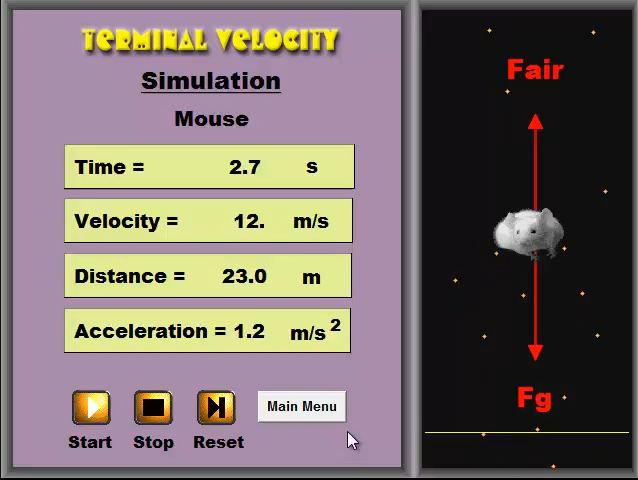 TERMINAL VELOCITY
Simulation
Mouse
Time = 2.7 s
Velocity = 12. m/s
Distance = 23.0 m
Acceleration = 1.2 m/s²
Start Stop Reset Main Menu
Fair
Fg